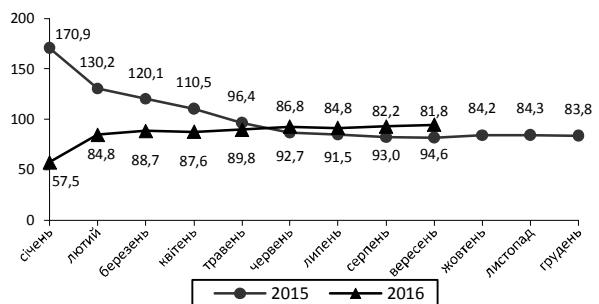 200
170,9
150
130,2
120,1
110,5
96,4
86,8
84,8
82,2
81,8
84,2
84,3
83,8
100
50
57,5
84,8
88,7
87,6
89,8
92,7
91,5
93,0
94,6
0
січень
лютий
березень
квітень
травень
червень
липень
серпень
вересень
жовтень
листопад
грудень
2015
2016